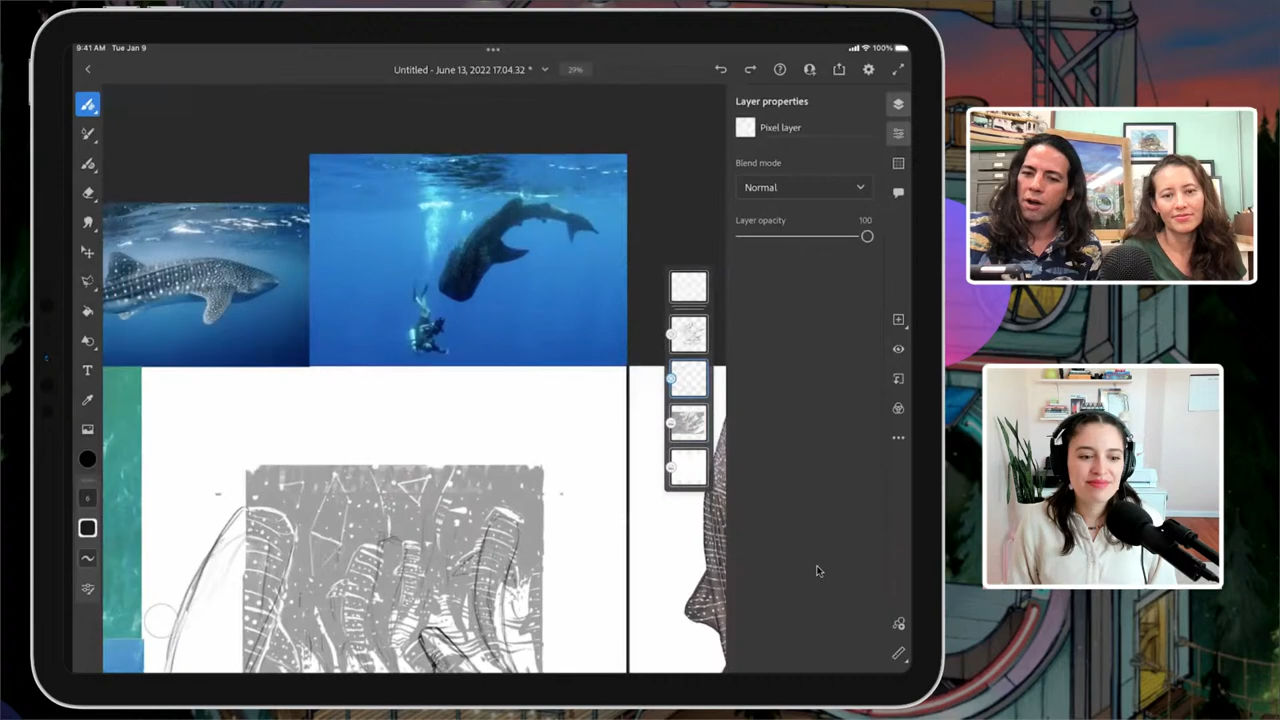 9:41 AM Tue Jan 9
100%
Untitled - June 13, 2022 17.04.32 *
29%
Layer properties
Pixel layer
Blend mode
Normal
Layer opacity
100
T
6